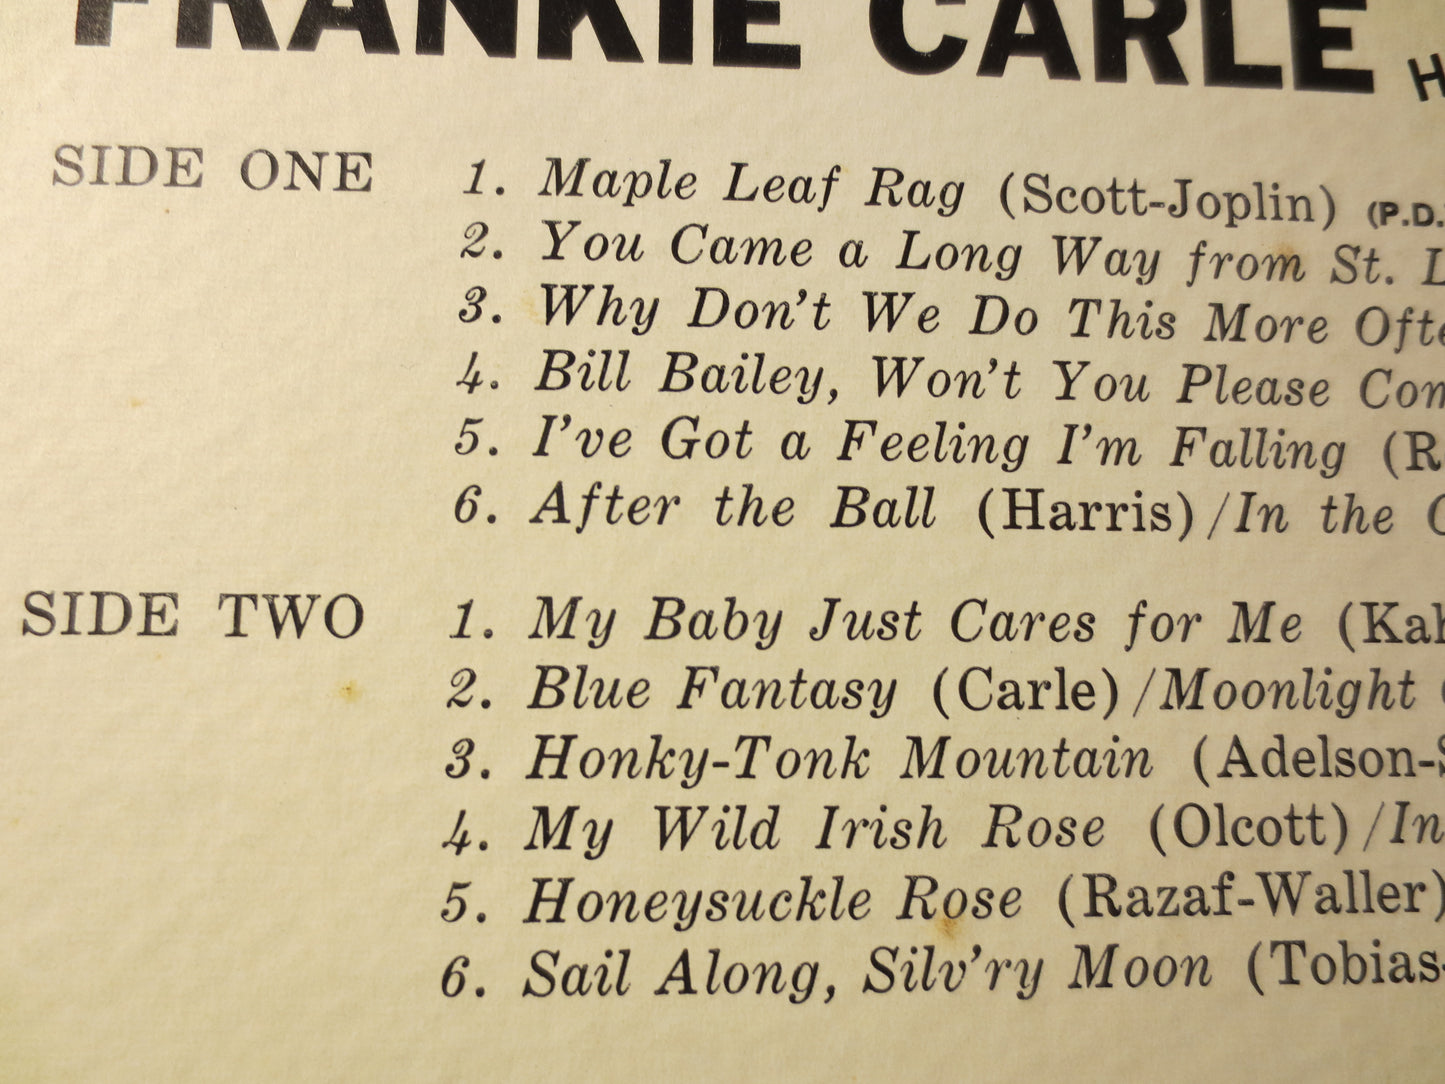 FRANKIE CARLE
SIDE ONE 1. Maple Leaf Rag (Scott-Joplin) (P.D.
2. You Came a Long Way from St.
3. Why Don't We Do This More
4. Bill Bailey, Won't You Please
5. I've Got a Feeling I'm Falling
6. After the Ball (Harris)/In the
SIDE TWO 1. My Baby Just Cares for Me
2. Blue Fantasy (Carle)/Moonlight
3. Honky-Tonk Mountain (Adelson-
4. My Wild Irish Rose (Olcott)/In
5. Honeysuckle Rose (Razaf-Waller)
6. Sail Along, Silv'ry Moon (Tobias-